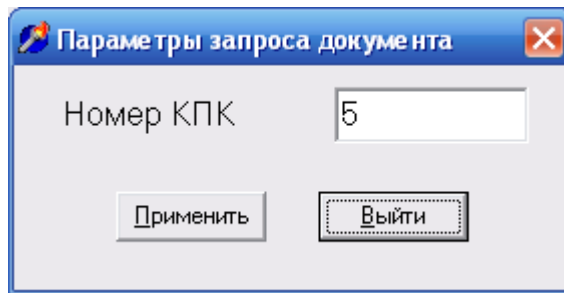 Параметры запроса документа
Номер КПК 5
Применить Выйти